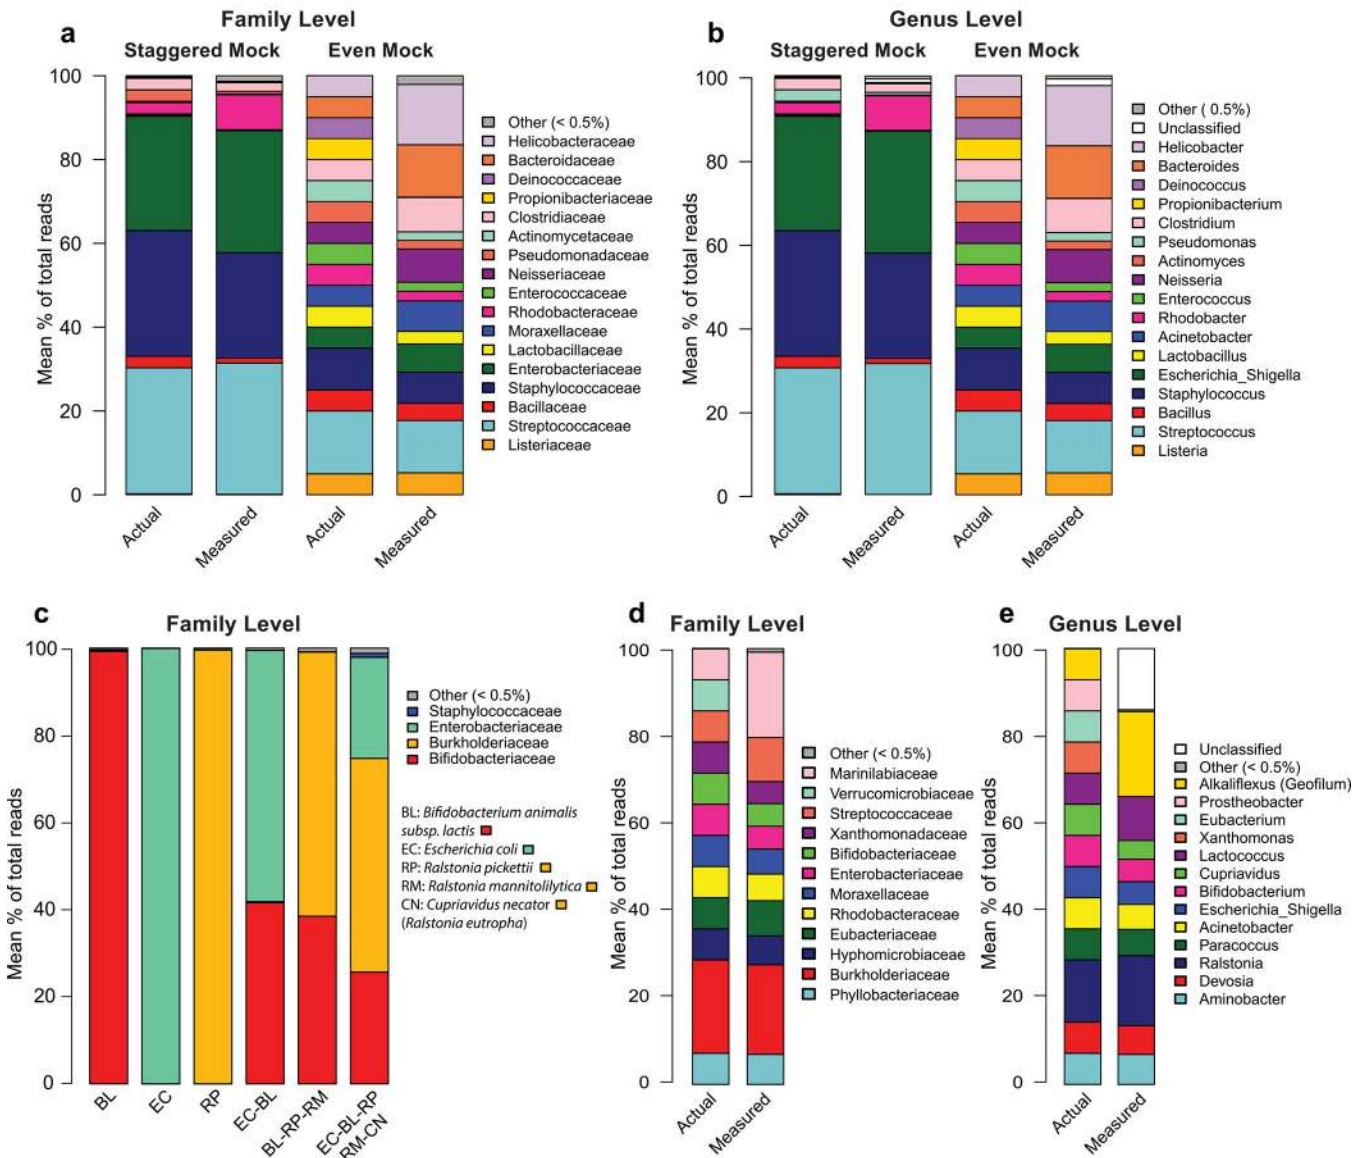 a
Family Level
Staggered Mock
Even Mock
Mean % of total reads
100
80
60
40
20
0
Actual
Measured
Actual
Measured
Other (< 0.5%)
Helicobacteraceae
Bacteroidaceae
Deinococcaceae
Propionibacteriaceae
Clostridiaceae
Actinomycetaceae
Pseudomonadaceae
Neisseriaceae
Enterococcaceae
Rhodobacteraceae
Moraxellaceae
Lactobacillaceae
Enterobacteriaceae
Staphylococcaceae
Bacillaceae
Streptococcaceae
Listeriaceae
b
Genus Level
Staggered Mock
Even Mock
Mean % of total reads
100
80
60
40
20
0
Actual
Measured
Actual
Measured
Other ( 0.5%)
Unclassified
Helicobacter
Bacteroides
Deinococcus
Propionibacterium
Clostridium
Pseudomonas
Actinomyces
Neisseria
Enterococcus
Rhodobacter
Acinetobacter
Lactobacillus
Escherichia_Shigella
Staphylococcus
Bacillus
Streptococcus
Listeria
c
Family Level
Mean % of total reads
100
80
60
40
20
0
BL
EC
RP
EC-BL
BL-RP-RM
EC-BL-RP
RM-CN
Other (< 0.5%)
Staphylococcaceae
Enterobacteriaceae
Burkholderiaceae
Bifidobacteriaceae
BL: Bifidobacterium animalis
subsp. lactis
EC: Escherichia coli
RP: Ralstonia pickettii
RM: Ralstonia mannitolilytica
CN: Cupriavidus necator
(Ralstonia eutropha)
d
Family Level
Mean % of total reads
100
80
60
40
20
0
Actual
Measured
Other (< 0.5%)
Marinilabiaceae
Verrucomicrobiaceae
Streptococcaceae
Xanthomonadaceae
Bifidobacteriaceae
Enterobacteriaceae
Moraxellaceae
Rhodobacteraceae
Eubacteriaceae
Hyphomicrobiaceae
Burkholderiaceae
Phyllobacteriaceae
e
Genus Level
Mean % of total reads
100
80
60
40
20
0
Actual
Measured
Unclassified
Other (< 0.5%)
Alkaliflexus (Geofilum)
Prostheobacter
Eubacterium
Xanthomonas
Lactococcus
Cupriavidus
Bifidobacterium
Escherichia_Shigella
Acinetobacter
Paracoccus
Ralstonia
Devosia
Aminobacter